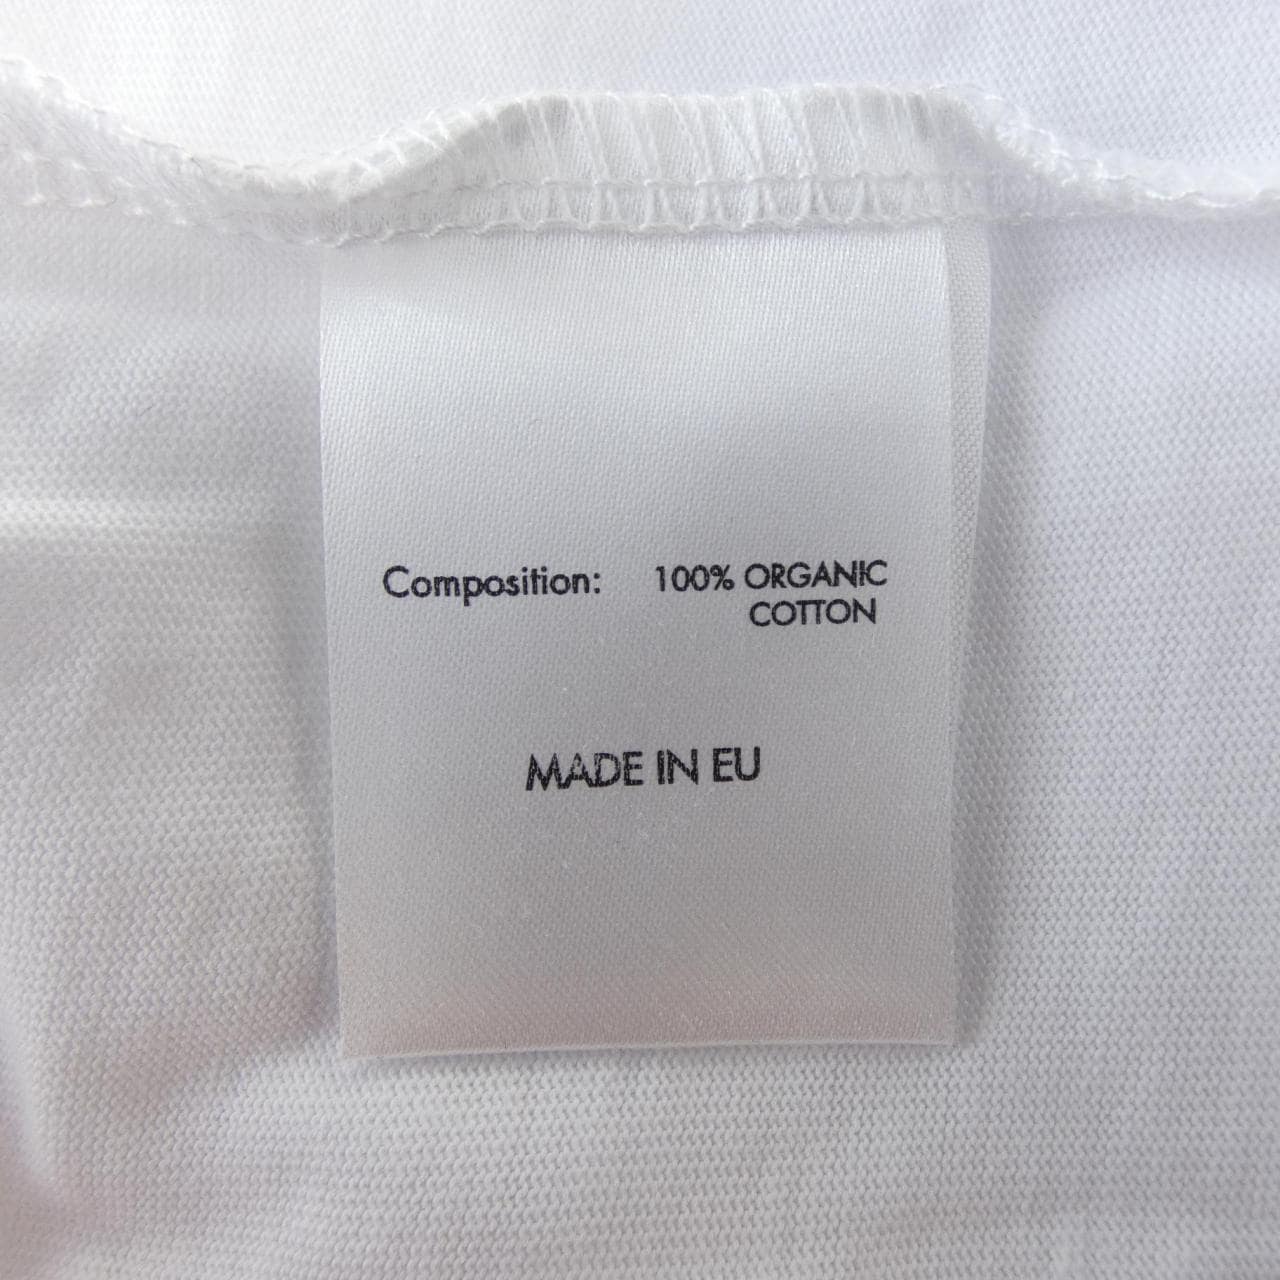 Composition: 100% ORGANIC
COTTON
MADE IN EU